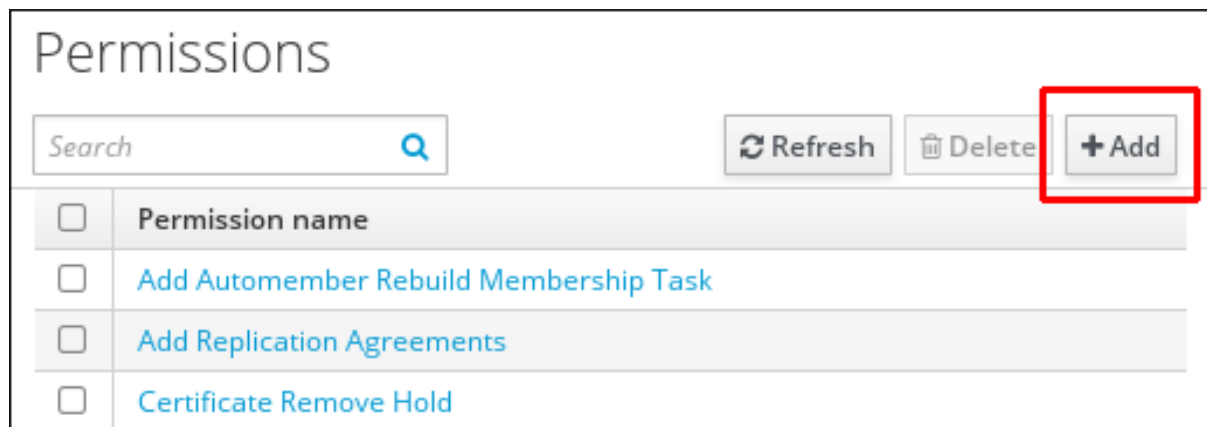 Permissions
Search Refresh Delete + Add
Permission name
Add Automember Rebuild Membership Task
Add Replication Agreements
Certificate Remove Hold